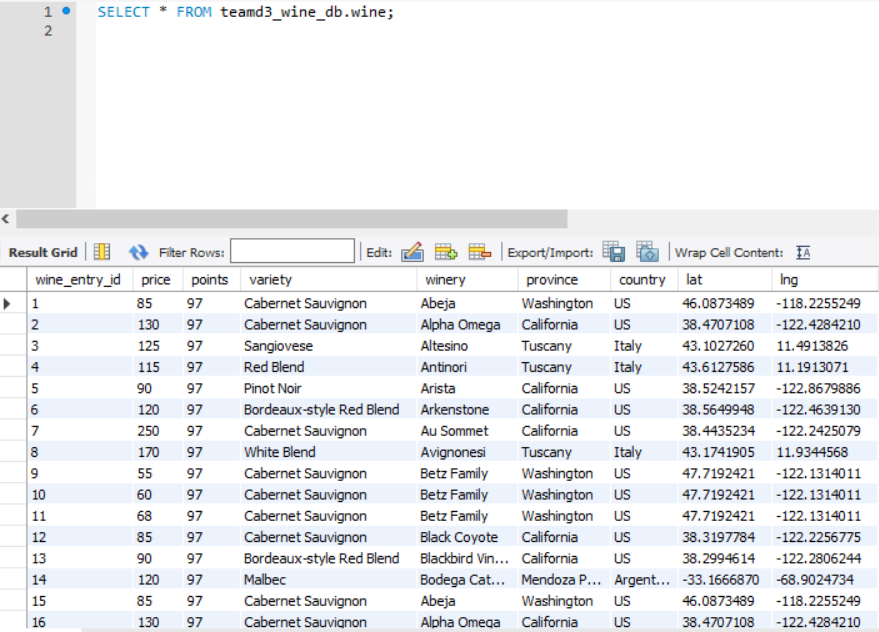 1 SELECT * FROM teamd3_wine_db.wine;
2
Result Grid Filter Rows: Edit: Export/Import: Wrap Cell Content: IA
wine_entry_id price points variety winery province country lat lng
1 85 97 Cabernet Sauvignon Abeja Washington US 46.0873489 -118.2255249
2 130 97 Cabernet Sauvignon Alpha Omega California US 38.4707108 -122.4284210
3 125 97 Sangiovese Altesino Tuscany Italy 43.1027260 11.4913826
4 115 97 Red Blend Antinori Tuscany Italy 43.6127586 11.1913071
5 90 97 Pinot Noir Arista California US 38.5242157 -122.8679886
6 120 97 Bordeaux-style Red Blend Arkenstone California US 38.5649948 -122.4639130
7 250 97 Cabernet Sauvignon Au Sommet California US 38.4435234 -122.2425079
8 170 97 White Blend Avignonesi Tuscany Italy 43.1741905 11.9344568
9 55 97 Cabernet Sauvignon Betz Family Washington US 47.7192421 -122.1314011
10 60 97 Cabernet Sauvignon Betz Family Washington US 47.7192421 -122.1314011
11 68 97 Cabernet Sauvignon Betz Family Washington US 47.7192421 -122.1314011
12 85 97 Cabernet Sauvignon Black Coyote California US 38.3197784 -122.2256775
13 90 97 Bordeaux-style Red Blend Blackbird Vin... California US 38.2994614 -122.2806244
14 120 97 Malbec Bodega Cat... Mendoza P... Argent... -33.1666870 -68.9024734
15 85 97 Cabernet Sauvignon Abeja Washington US 46.0873489 -118.2255249
16 130 97 Cabernet Sauvignon Alpha Omega California US 38.4707108 -122.4284210